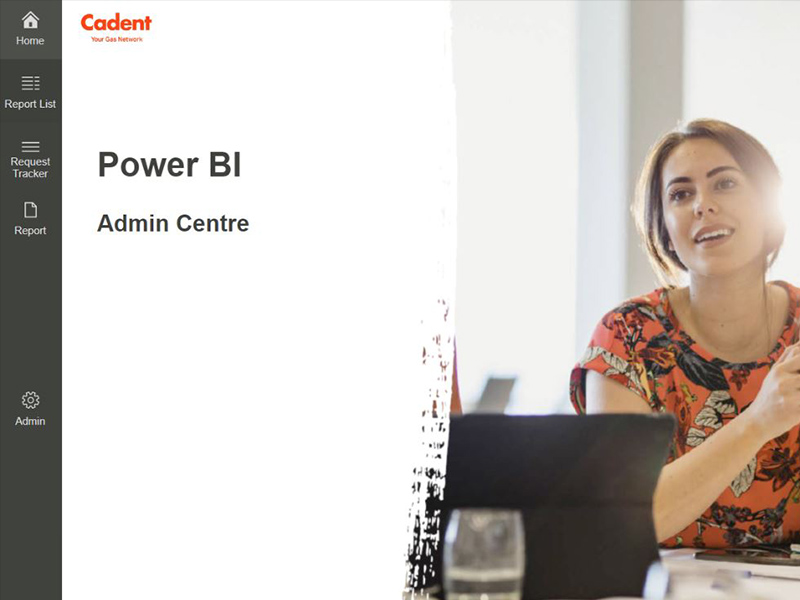 Home
Report List
Request
Tracker
Report
Admin
Cadent
Your Gas Network
Power BI
Admin Centre